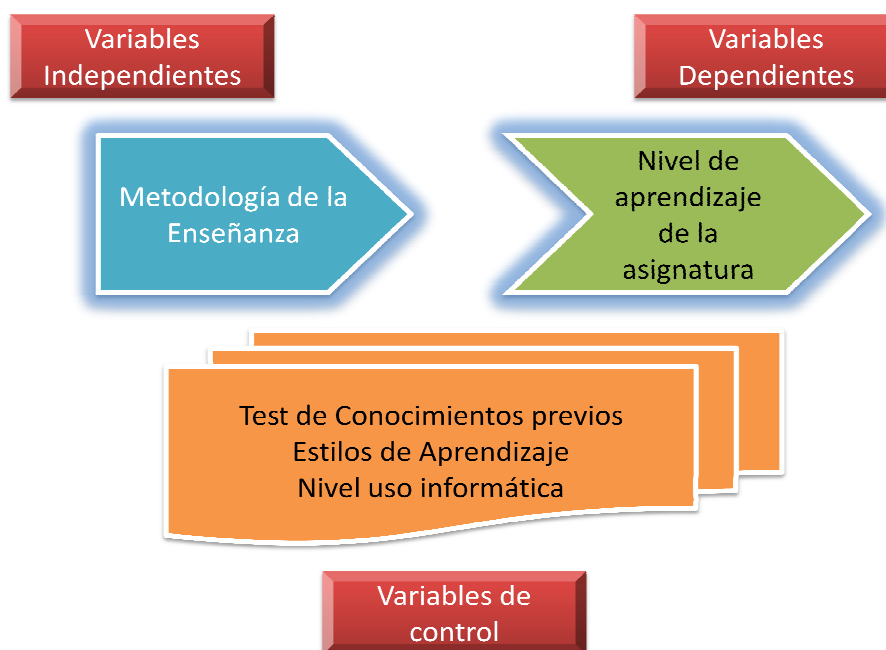 Variables
Independientes
Variables
Dependientes
Metodología de la
Enseñanza
Nivel de
aprendizaje
de la
asignatura
Test de Conocimientos previos
Estilos de Aprendizaje
Nivel uso informática
Variables de
control